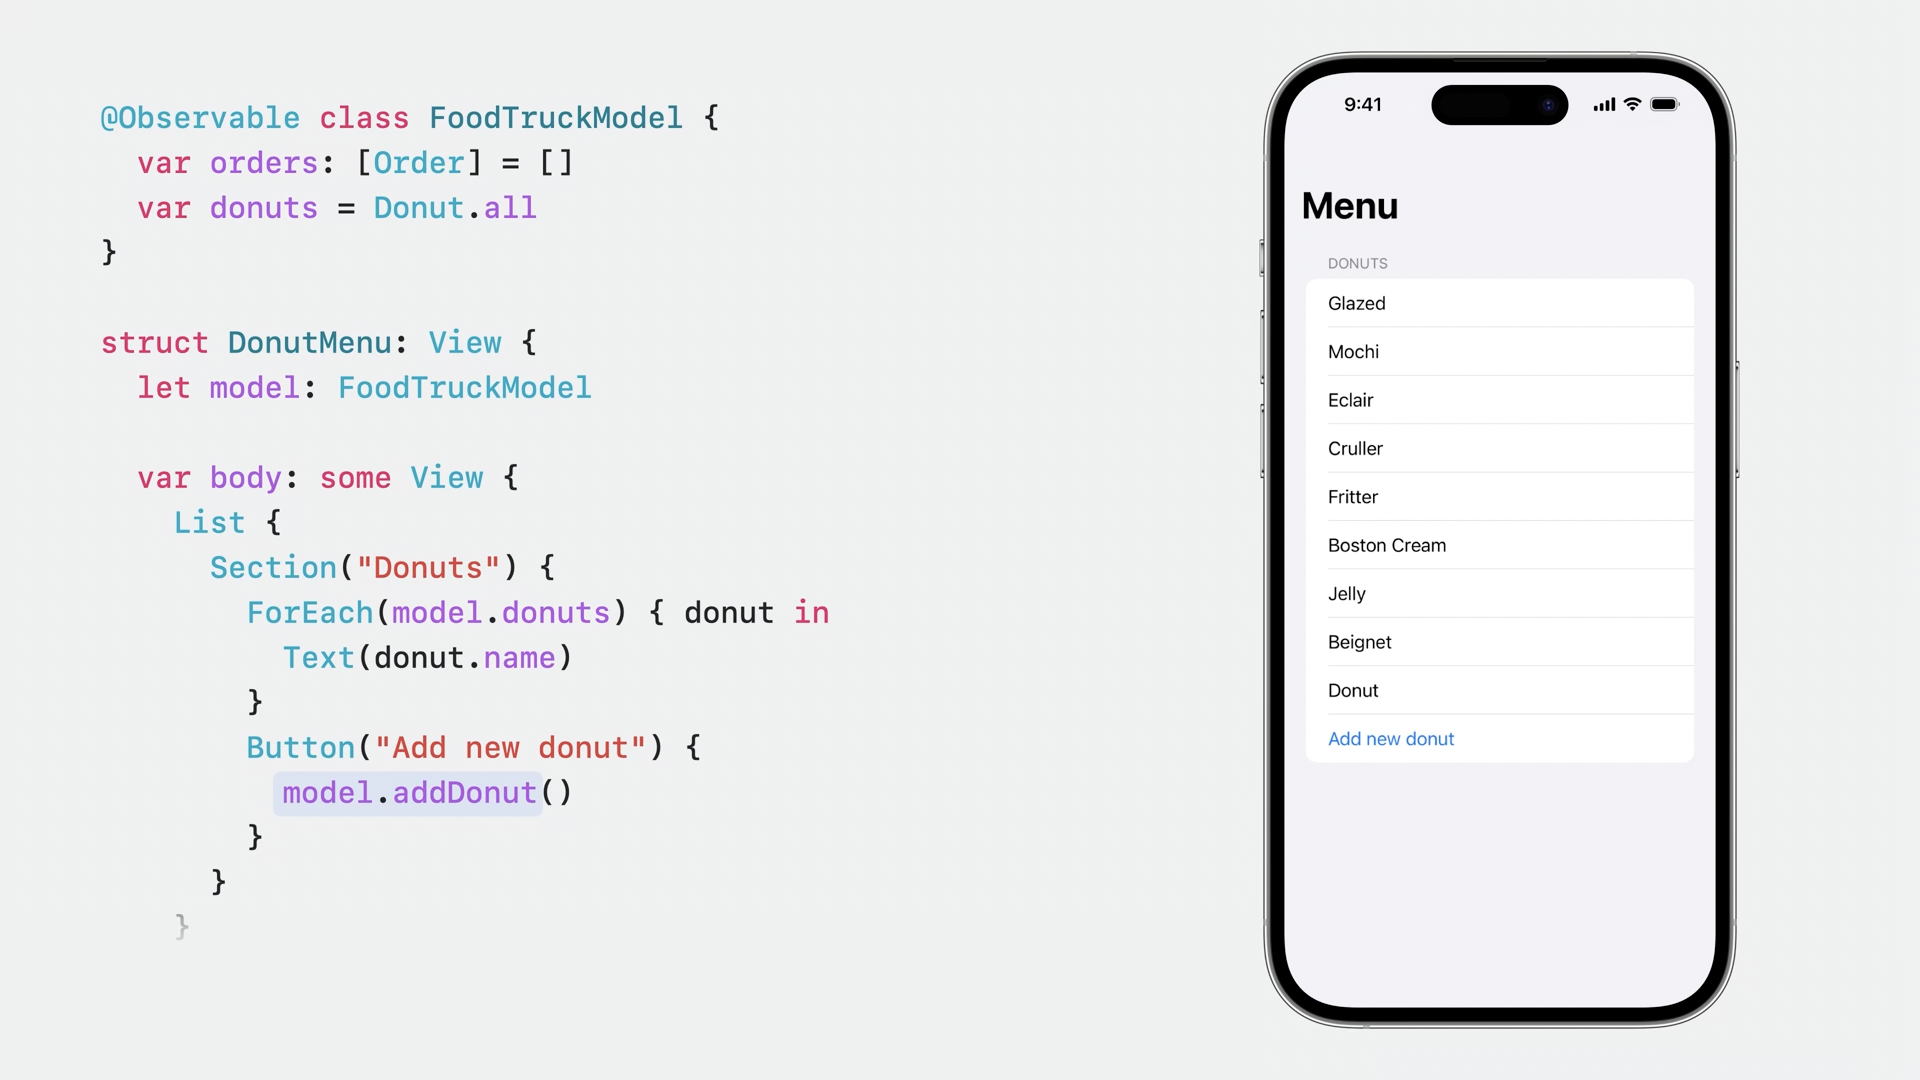 @Observable class FoodTruckModel {
  var orders: [Order] = []
  var donuts = Donut.all
}
struct DonutMenu: View {
  let model: FoodTruckModel
  var body: some View {
    List {
      Section("Donuts") {
        ForEach(model.donuts) { donut in
          Text(donut.name)
        }
        Button("Add new donut") {
          model.addDonut()
        }
      }
    }
9:41
Menu
DONUTS
Glazed
Mochi
Eclair
Cruller
Fritter
Boston Cream
Jelly
Beignet
Donut
Add new donut